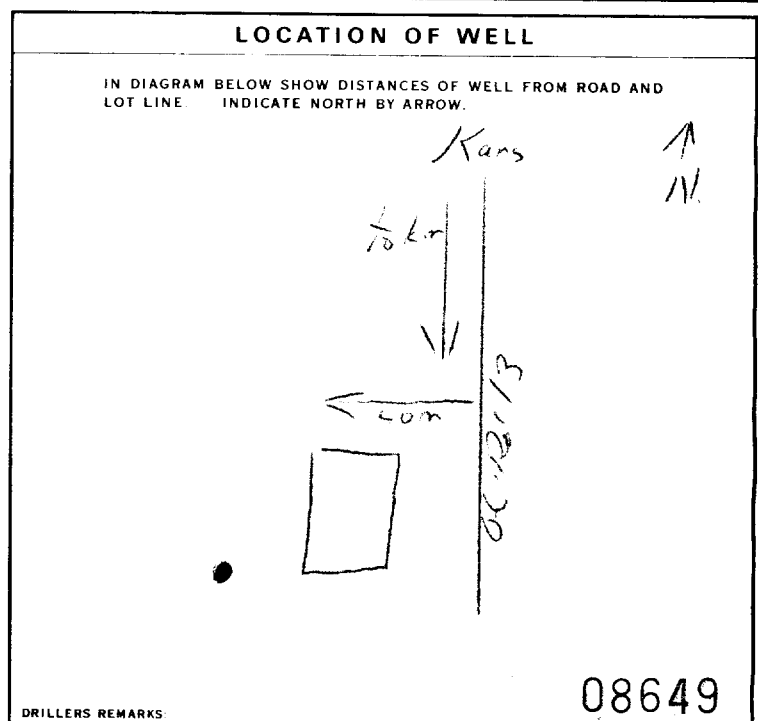 LOCATION OF WELL
IN DIAGRAM BELOW SHOW DISTANCES OF WELL FROM ROAD AND
LOT LINE. INDICATE NORTH BY ARROW.
Kars
N.
km
08649
DRILLERS REMARKS: